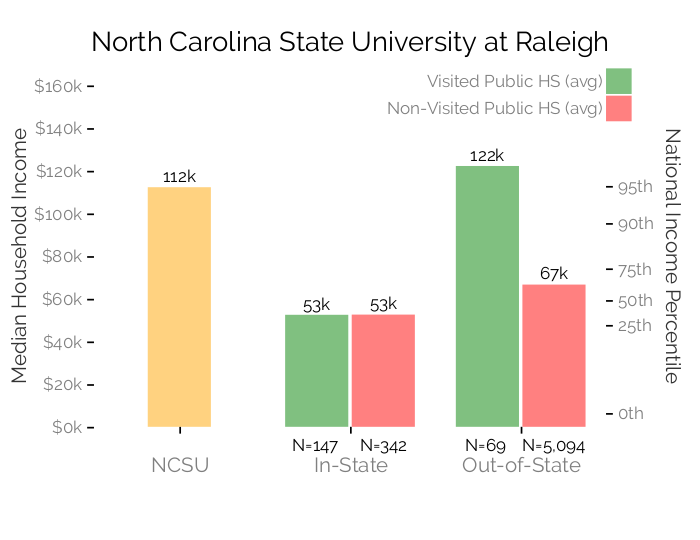 North Carolina State University at Raleigh
Visited Public HS (avg)
Non-Visited Public HS (avg)
Median Household Income
$160k
$140k
$120k
$100k
$80k
$60k
$40k
$20k
$0k
112k
53k
53k
122k
67k
National Income Percentile
95th
90th
75th
50th
25th
0th
N=147
N=342
N=69
N=5,094
NCSU
In-State
Out-of-State